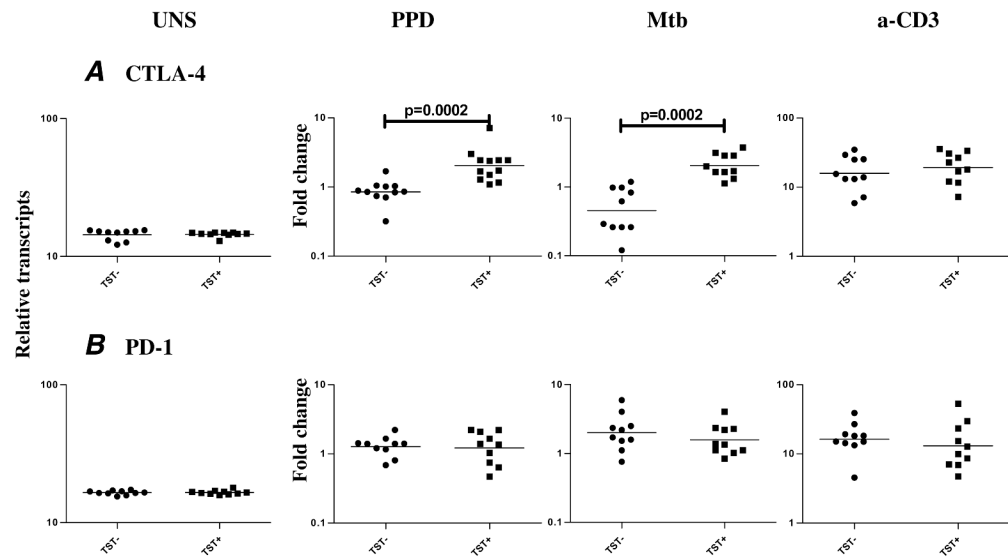 UNS PPD Mtb a-CD3
A CTLA-4
Relative transcripts
100
10
TST- TST+
Fold change
10
1
0.1
p=0.0002
TST- TST+
10
1
0.1
p=0.0002
TST- TST+
100
10
1
TST- TST+
B PD-1
100
10
TST- TST+
Fold change
10
1
0.1
TST- TST+
10
1
0.1
TST- TST+
100
10
1
TST- TST+